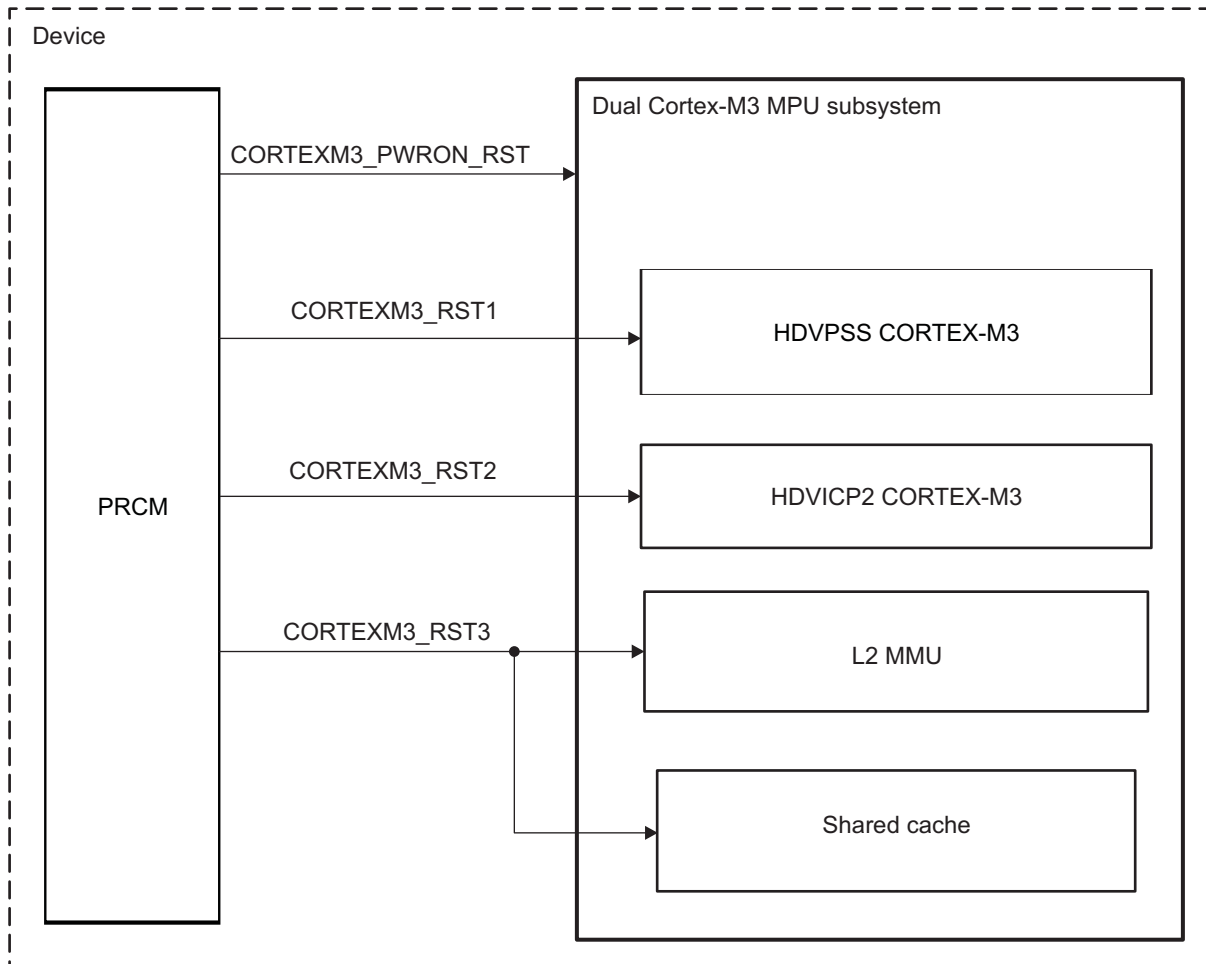 Device
Dual Cortex-M3 MPU subsystem
CORTEXM3_PWRON_RST
CORTEXM3_RST1
HDVPSS CORTEX-M3
CORTEXM3_RST2
HDVICP2 CORTEX-M3
PRCM
CORTEXM3_RST3
L2 MMU
Shared cache